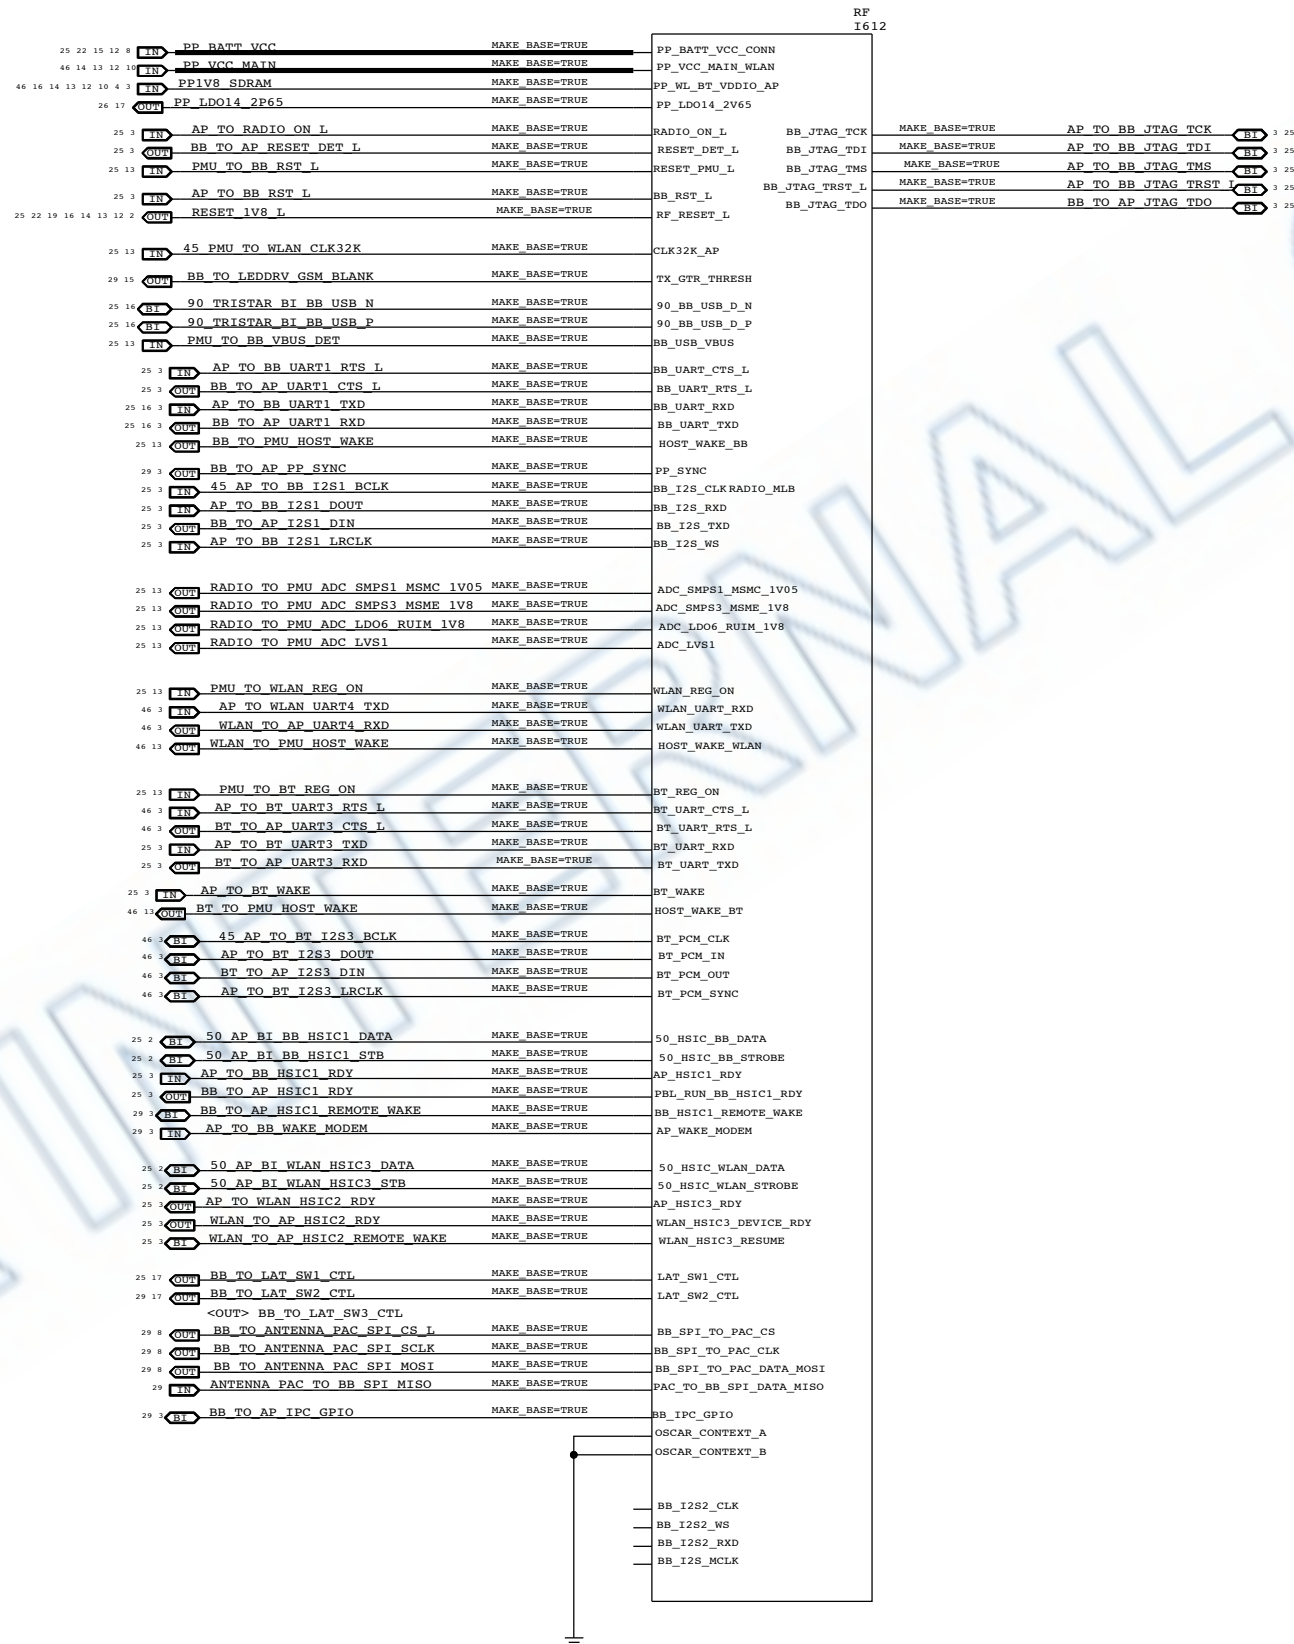 RF
I612
25 22 15 12 8 IN PP_BATT_VCC MAKE_BASE=TRUE PP_BATT_VCC_CONN
46 14 13 12 10 IN PP_VCC_MAIN MAKE_BASE=TRUE PP_VCC_MAIN_WLAN
46 16 14 13 12 10 4 3 IN PP1V8_SDRAM MAKE_BASE=TRUE PP_WL_BT_VDDIO_AP
26 17 OUT PP_LDO14_2P65 MAKE_BASE=TRUE PP_LDO14_2V65
25 3 IN AP_TO_RADIO_ON_L MAKE_BASE=TRUE RADIO_ON_L BB_JTAG_TCK MAKE_BASE=TRUE AP_TO_BB_JTAG_TCK BI 3 25
25 3 OUT BB_TO_AP_RESET_DET_L MAKE_BASE=TRUE RESET_DET_L BB_JTAG_TDI MAKE_BASE=TRUE AP_TO_BB_JTAG_TDI BI 3 25
25 13 IN PMU_TO_BB_RST_L MAKE_BASE=TRUE RESET_PMU_L BB_JTAG_TMS MAKE_BASE=TRUE AP_TO_BB_JTAG_TMS BI 3 25
BB_JTAG_TRST_L MAKE_BASE=TRUE AP_TO_BB_JTAG_TRST_L BI 3 25
25 3 IN AP_TO_BB_RST_L MAKE_BASE=TRUE BB_RST_L
BB_JTAG_TDO MAKE_BASE=TRUE BB_TO_AP_JTAG_TDO BI 3 25
25 22 19 16 14 13 12 2 OUT RESET_1V8_L MAKE_BASE=TRUE RF_RESET_L
25 13 IN 45_PMU_TO_WLAN_CLK32K MAKE_BASE=TRUE CLK32K_AP
29 15 OUT BB_TO_LEDDRV_GSM_BLANK MAKE_BASE=TRUE TX_GTR_THRESH
25 16 BI 90_TRISTAR_BI_BB_USB_N MAKE_BASE=TRUE 90_BB_USB_D_N
25 16 BI 90_TRISTAR_BI_BB_USB_P MAKE_BASE=TRUE 90_BB_USB_D_P
25 13 IN PMU_TO_BB_VBUS_DET MAKE_BASE=TRUE BB_USB_VBUS
25 3 IN AP_TO_BB_UART1_RTS_L MAKE_BASE=TRUE BB_UART_CTS_L
25 3 OUT BB_TO_AP_UART1_CTS_L MAKE_BASE=TRUE BB_UART_RTS_L
25 16 3 IN AP_TO_BB_UART1_TXD MAKE_BASE=TRUE BB_UART_RXD
25 16 3 OUT BB_TO_AP_UART1_RXD MAKE_BASE=TRUE BB_UART_TXD
25 13 OUT BB_TO_PMU_HOST_WAKE MAKE_BASE=TRUE HOST_WAKE_BB
29 3 OUT BB_TO_AP_PP_SYNC MAKE_BASE=TRUE PP_SYNC
25 3 IN 45_AP_TO_BB_I2S1_BCLK MAKE_BASE=TRUE BB_I2S_CLK RADIO_MLB
25 3 IN AP_TO_BB_I2S1_DOUT MAKE_BASE=TRUE BB_I2S_RXD
25 3 OUT BB_TO_AP_I2S1_DIN MAKE_BASE=TRUE BB_I2S_TXD
25 3 IN AP_TO_BB_I2S1_LRCLK MAKE_BASE=TRUE BB_I2S_WS
25 13 OUT RADIO_TO_PMU_ADC_SMPS1_MSMC_1V05 MAKE_BASE=TRUE ADC_SMPS1_MSMC_1V05
25 13 OUT RADIO_TO_PMU_ADC_SMPS3_MSME_1V8 MAKE_BASE=TRUE ADC_SMPS3_MSME_1V8
25 13 OUT RADIO_TO_PMU_ADC_LDO6_RUIM_1V8 MAKE_BASE=TRUE ADC_LDO6_RUIM_1V8
25 13 OUT RADIO_TO_PMU_ADC_LVS1 MAKE_BASE=TRUE ADC_LVS1
25 13 IN PMU_TO_WLAN_REG_ON MAKE_BASE=TRUE WLAN_REG_ON
46 3 IN AP_TO_WLAN_UART4_TXD MAKE_BASE=TRUE WLAN_UART_RXD
46 3 OUT WLAN_TO_AP_UART4_RXD MAKE_BASE=TRUE WLAN_UART_TXD
46 13 OUT WLAN_TO_PMU_HOST_WAKE MAKE_BASE=TRUE HOST_WAKE_WLAN
25 13 IN PMU_TO_BT_REG_ON MAKE_BASE=TRUE BT_REG_ON
46 3 IN AP_TO_BT_UART3_RTS_L MAKE_BASE=TRUE BT_UART_CTS_L
46 3 OUT BT_TO_AP_UART3_CTS_L MAKE_BASE=TRUE BT_UART_RTS_L
25 3 IN AP_TO_BT_UART3_TXD MAKE_BASE=TRUE BT_UART_RXD
25 3 OUT BT_TO_AP_UART3_RXD MAKE_BASE=TRUE BT_UART_TXD
25 3 IN AP_TO_BT_WAKE MAKE_BASE=TRUE BT_WAKE
46 13 OUT BT_TO_PMU_HOST_WAKE MAKE_BASE=TRUE HOST_WAKE_BT
46 3 BI 45_AP_TO_BT_I2S3_BCLK MAKE_BASE=TRUE BT_PCM_CLK
46 3 BI AP_TO_BT_I2S3_DOUT MAKE_BASE=TRUE BT_PCM_IN
46 3 BI BT_TO_AP_I2S3_DIN MAKE_BASE=TRUE BT_PCM_OUT
46 3 BI AP_TO_BT_I2S3_LRCLK MAKE_BASE=TRUE BT_PCM_SYNC
25 2 BI 50_AP_BI_BB_HSIC1_DATA MAKE_BASE=TRUE 50_HSIC_BB_DATA
25 2 BI 50_AP_BI_BB_HSIC1_STB MAKE_BASE=TRUE 50_HSIC_BB_STROBE
25 3 IN AP_TO_BB_HSIC1_RDY MAKE_BASE=TRUE AP_HSIC1_RDY
25 3 OUT BB_TO_AP_HSIC1_RDY MAKE_BASE=TRUE PBL_RUN_BB_HSIC1_RDY
29 3 BI BB_TO_AP_HSIC1_REMOTE_WAKE MAKE_BASE=TRUE BB_HSIC1_REMOTE_WAKE
29 3 IN AP_TO_BB_WAKE_MODEM MAKE_BASE=TRUE AP_WAKE_MODEM
25 2 BI 50_AP_BI_WLAN_HSIC3_DATA MAKE_BASE=TRUE 50_HSIC_WLAN_DATA
25 2 BI 50_AP_BI_WLAN_HSIC3_STB MAKE_BASE=TRUE 50_HSIC_WLAN_STROBE
25 3 OUT AP_TO_WLAN_HSIC2_RDY MAKE_BASE=TRUE AP_HSIC3_RDY
25 3 OUT WLAN_TO_AP_HSIC2_RDY MAKE_BASE=TRUE WLAN_HSIC3_DEVICE_RDY
25 3 BI WLAN_TO_AP_HSIC2_REMOTE_WAKE MAKE_BASE=TRUE WLAN_HSIC3_RESUME
25 17 OUT BB_TO_LAT_SW1_CTL MAKE_BASE=TRUE LAT_SW1_CTL
29 17 OUT BB_TO_LAT_SW2_CTL MAKE_BASE=TRUE LAT_SW2_CTL
<OUT> BB_TO_LAT_SW3_CTL
29 8 OUT BB_TO_ANTENNA_PAC_SPI_CS_L MAKE_BASE=TRUE BB_SPI_TO_PAC_CS
29 8 OUT BB_TO_ANTENNA_PAC_SPI_SCLK MAKE_BASE=TRUE BB_SPI_TO_PAC_CLK
29 8 OUT BB_TO_ANTENNA_PAC_SPI_MOSI MAKE_BASE=TRUE BB_SPI_TO_PAC_DATA_MOSI
29 IN ANTENNA_PAC_TO_BB_SPI_MISO MAKE_BASE=TRUE PAC_TO_BB_SPI_DATA_MISO
29 3 BI BB_TO_AP_IPC_GPIO MAKE_BASE=TRUE BB_IPC_GPIO
OSCAR_CONTEXT_A
OSCAR_CONTEXT_B
BB_I2S2_CLK
BB_I2S2_WS
BB_I2S2_RXD
BB_I2S_MCLK
INTERNAL